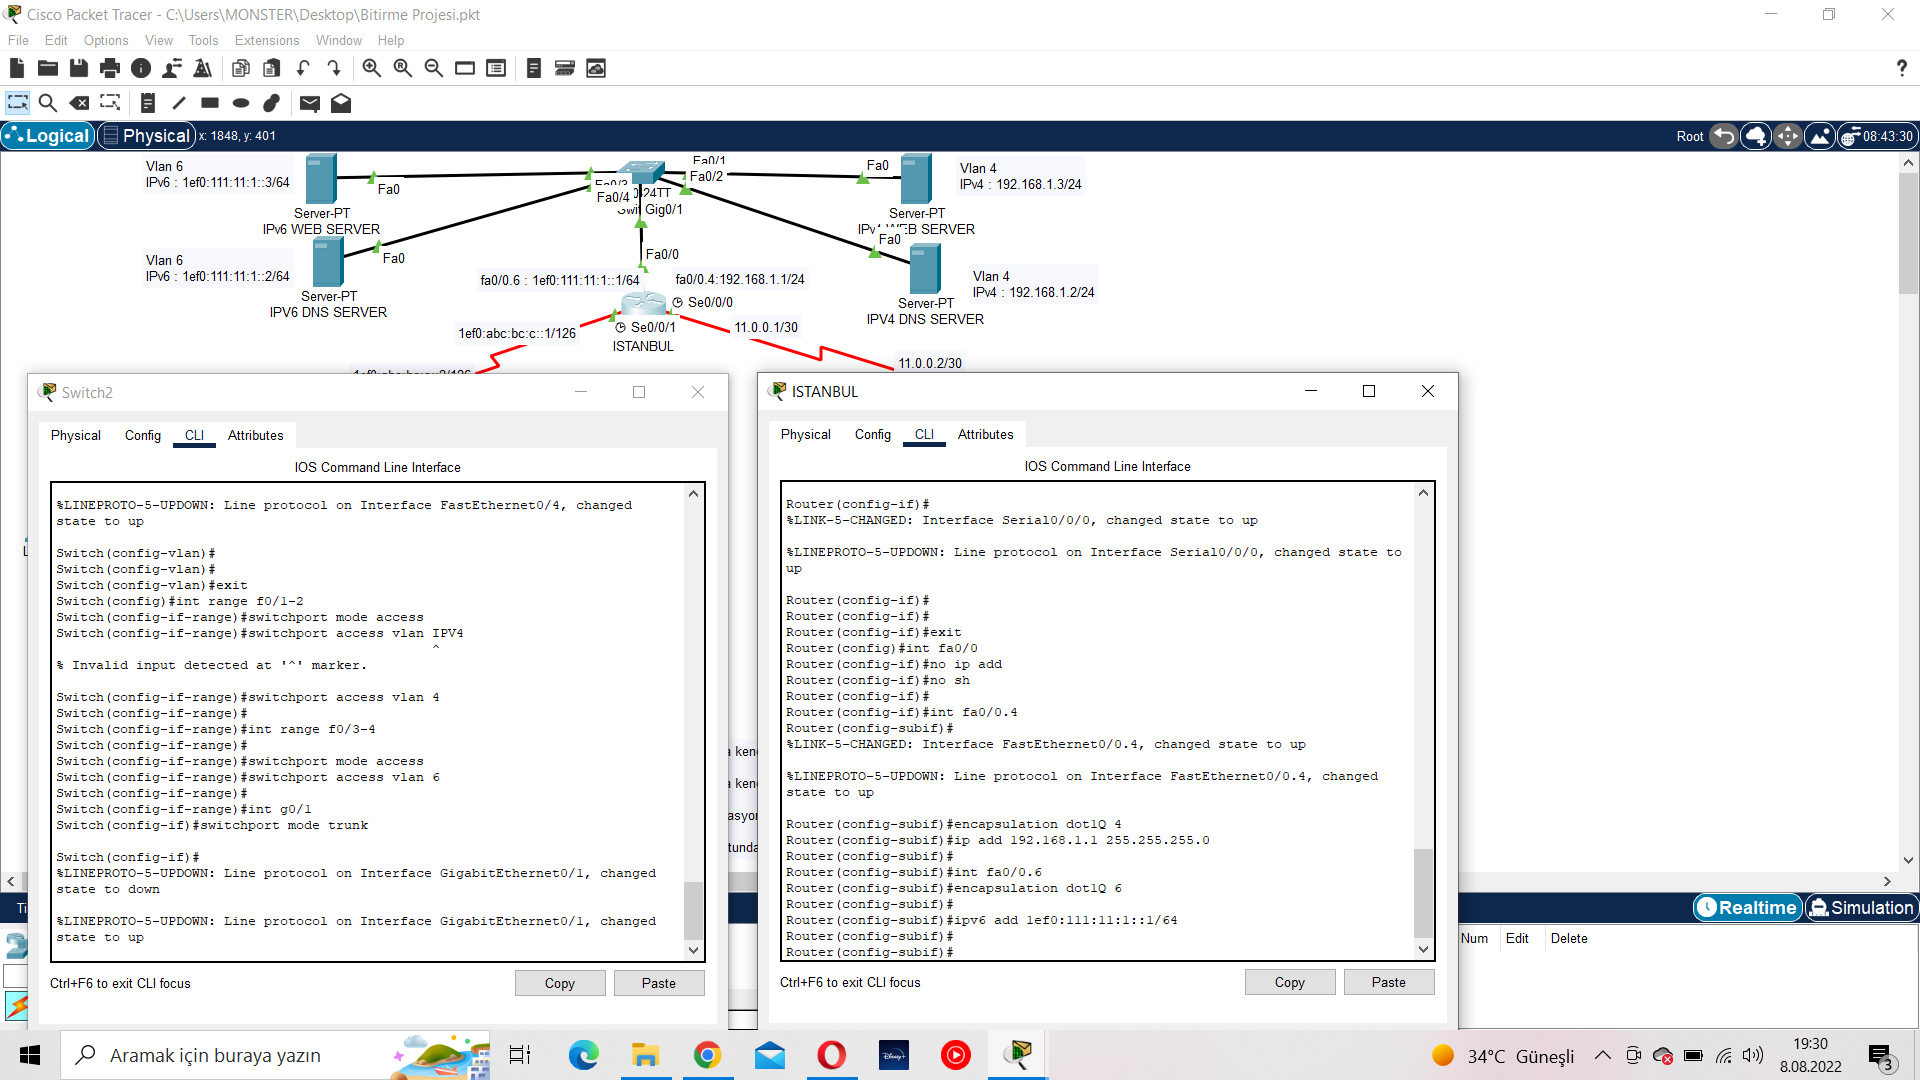 Cisco Packet Tracer - C:\Users\MONSTER\Desktop\Bitirme Projesi.pkt
File Edit Options View Tools Extensions Window Help
?
Logical Physical x: 1848, y: 401 Root 08:43:30
Vlan 6
IPv6 : 1ef0:111:11:1::3/64
Fa0
Server-PT
IPv6 WEB SERVER
Fa0/1
Fa0/2
Fa0/4
Gig0/1
Fa0
Vlan 4
IPv4 : 192.168.1.3/24
Server-PT
WEB SERVER
Vlan 6
IPv6 : 1ef0:111:11:1::2/64
Fa0
Server-PT
IPV6 DNS SERVER
Fa0/0
Fa0
Vlan 4
IPv4 : 192.168.1.2/24
Server-PT
IPV4 DNS SERVER
fa0/0.6 : 1ef0:111:11:1::1/64
fa0/0.4:192.168.1.1/24
Se0/0/0
Se0/0/1
ISTANBUL
1ef0:abc:bc:c::1/126
11.0.0.1/30
11.0.0.2/30
Switch2
Physical Config CLI Attributes
IOS Command Line Interface
%LINEPROTO-5-UPDOWN: Line protocol on Interface FastEthernet0/4, changed
state to up
Switch(config-vlan)#
Switch(config-vlan)#
Switch(config-vlan)#exit
Switch(config)#int range f0/1-2
Switch(config-if-range)#switchport mode access
Switch(config-if-range)#switchport access vlan IPV4
^
% Invalid input detected at '^' marker.
Switch(config-if-range)#switchport access vlan 4
Switch(config-if-range)#
Switch(config-if-range)#int range f0/3-4
Switch(config-if-range)#
Switch(config-if-range)#switchport mode access
Switch(config-if-range)#switchport access vlan 6
Switch(config-if-range)#
Switch(config-if-range)#int g0/1
Switch(config-if)#switchport mode trunk
Switch(config-if)#
%LINEPROTO-5-UPDOWN: Line protocol on Interface GigabitEthernet0/1, changed
state to down
%LINEPROTO-5-UPDOWN: Line protocol on Interface GigabitEthernet0/1, changed
state to up
Ctrl+F6 to exit CLI focus
Copy Paste
ISTANBUL
Physical Config CLI Attributes
IOS Command Line Interface
Router(config-if)#
%LINK-5-CHANGED: Interface Serial0/0/0, changed state to up
%LINEPROTO-5-UPDOWN: Line protocol on Interface Serial0/0/0, changed state to
up
Router(config-if)#
Router(config-if)#
Router(config-if)#exit
Router(config)#int fa0/0
Router(config-if)#no ip add
Router(config-if)#no sh
Router(config-if)#
Router(config-if)#int fa0/0.4
Router(config-subif)#
%LINK-5-CHANGED: Interface FastEthernet0/0.4, changed state to up
%LINEPROTO-5-UPDOWN: Line protocol on Interface FastEthernet0/0.4, changed
state to up
Router(config-subif)#encapsulation dot1Q 4
Router(config-subif)#ip add 192.168.1.1 255.255.255.0
Router(config-subif)#
Router(config-subif)#int fa0/0.6
Router(config-subif)#encapsulation dot1Q 6
Router(config-subif)#
Router(config-subif)#ipv6 add 1ef0:111:11:1::1/64
Router(config-subif)#
Router(config-subif)#
Ctrl+F6 to exit CLI focus
Copy Paste
Realtime Simulation
Num Edit Delete
Aramak için buraya yazın
Disney+
34°C Güneşli
19:30
8.08.2022
3